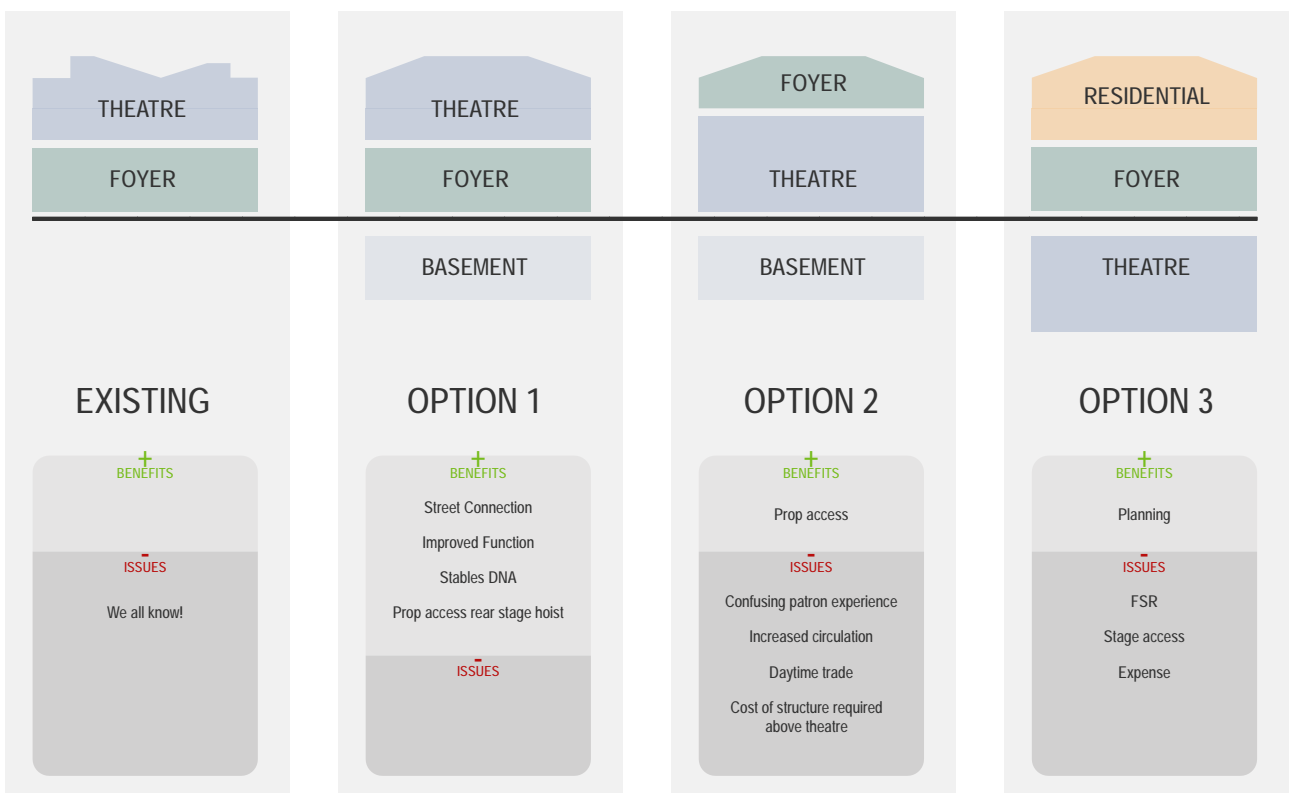 THEATRE
FOYER
EXISTING
+
BENEFITS
-
ISSUES
We all know!
THEATRE
FOYER
BASEMENT
OPTION 1
+
BENEFITS
Street Connection
Improved Function
Stables DNA
Prop access rear stage hoist
-
ISSUES
FOYER
THEATRE
BASEMENT
OPTION 2
+
BENEFITS
Prop access
-
ISSUES
Confusing patron experience
Increased circulation
Daytime trade
Cost of structure required
above theatre
RESIDENTIAL
FOYER
THEATRE
OPTION 3
+
BENEFITS
Planning
-
ISSUES
FSR
Stage access
Expense